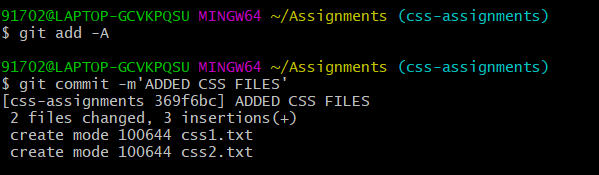 91702@LAPTOP-GCVKPQSU MINGW64 ~/Assignments (css-assignments)
$ git add -A
91702@LAPTOP-GCVKPQSU MINGW64 ~/Assignments (css-assignments)
$ git commit -m'ADDED CSS FILES'
[css-assignments 369f6bc] ADDED CSS FILES
 2 files changed, 3 insertions(+)
 create mode 100644 css1.txt
 create mode 100644 css2.txt